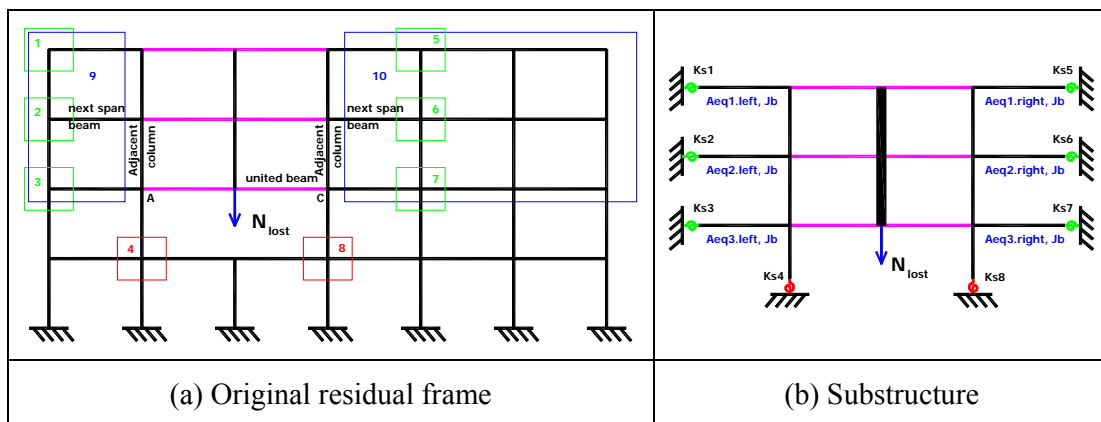 1
5
9
10
next span
beam
next span
beam
2
6
Adjacent
column
Adjacent
column
3
7
united beam
A
C
N lost
4
8
(a) Original residual frame
Ks1
Ks5
Aeq1.left, Jb
Aeq1.right, Jb
Ks2
Ks6
Aeq2.left, Jb
Aeq2.right, Jb
Ks3
Ks7
Aeq3.left, Jb
Aeq3.right, Jb
N lost
Ks4
Ks8
(b) Substructure